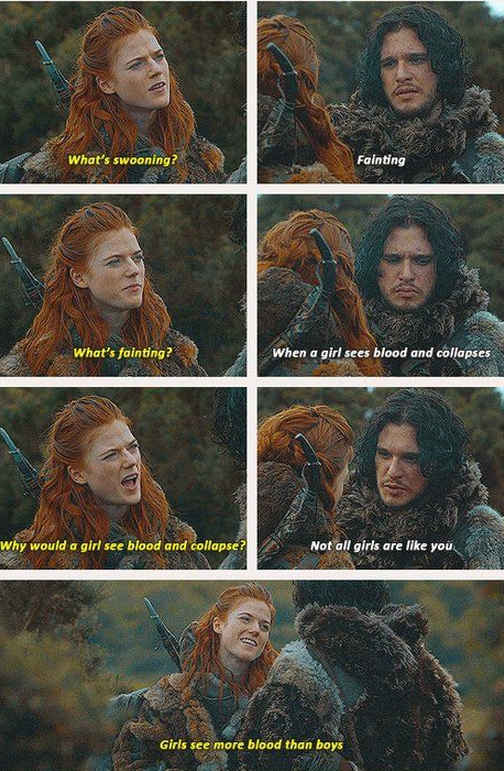 What's swooning?
Fainting
What's fainting?
When a girl sees blood and collapses
Why would a girl see blood and collapse?
Not all girls are like you
Girls see more blood than boys